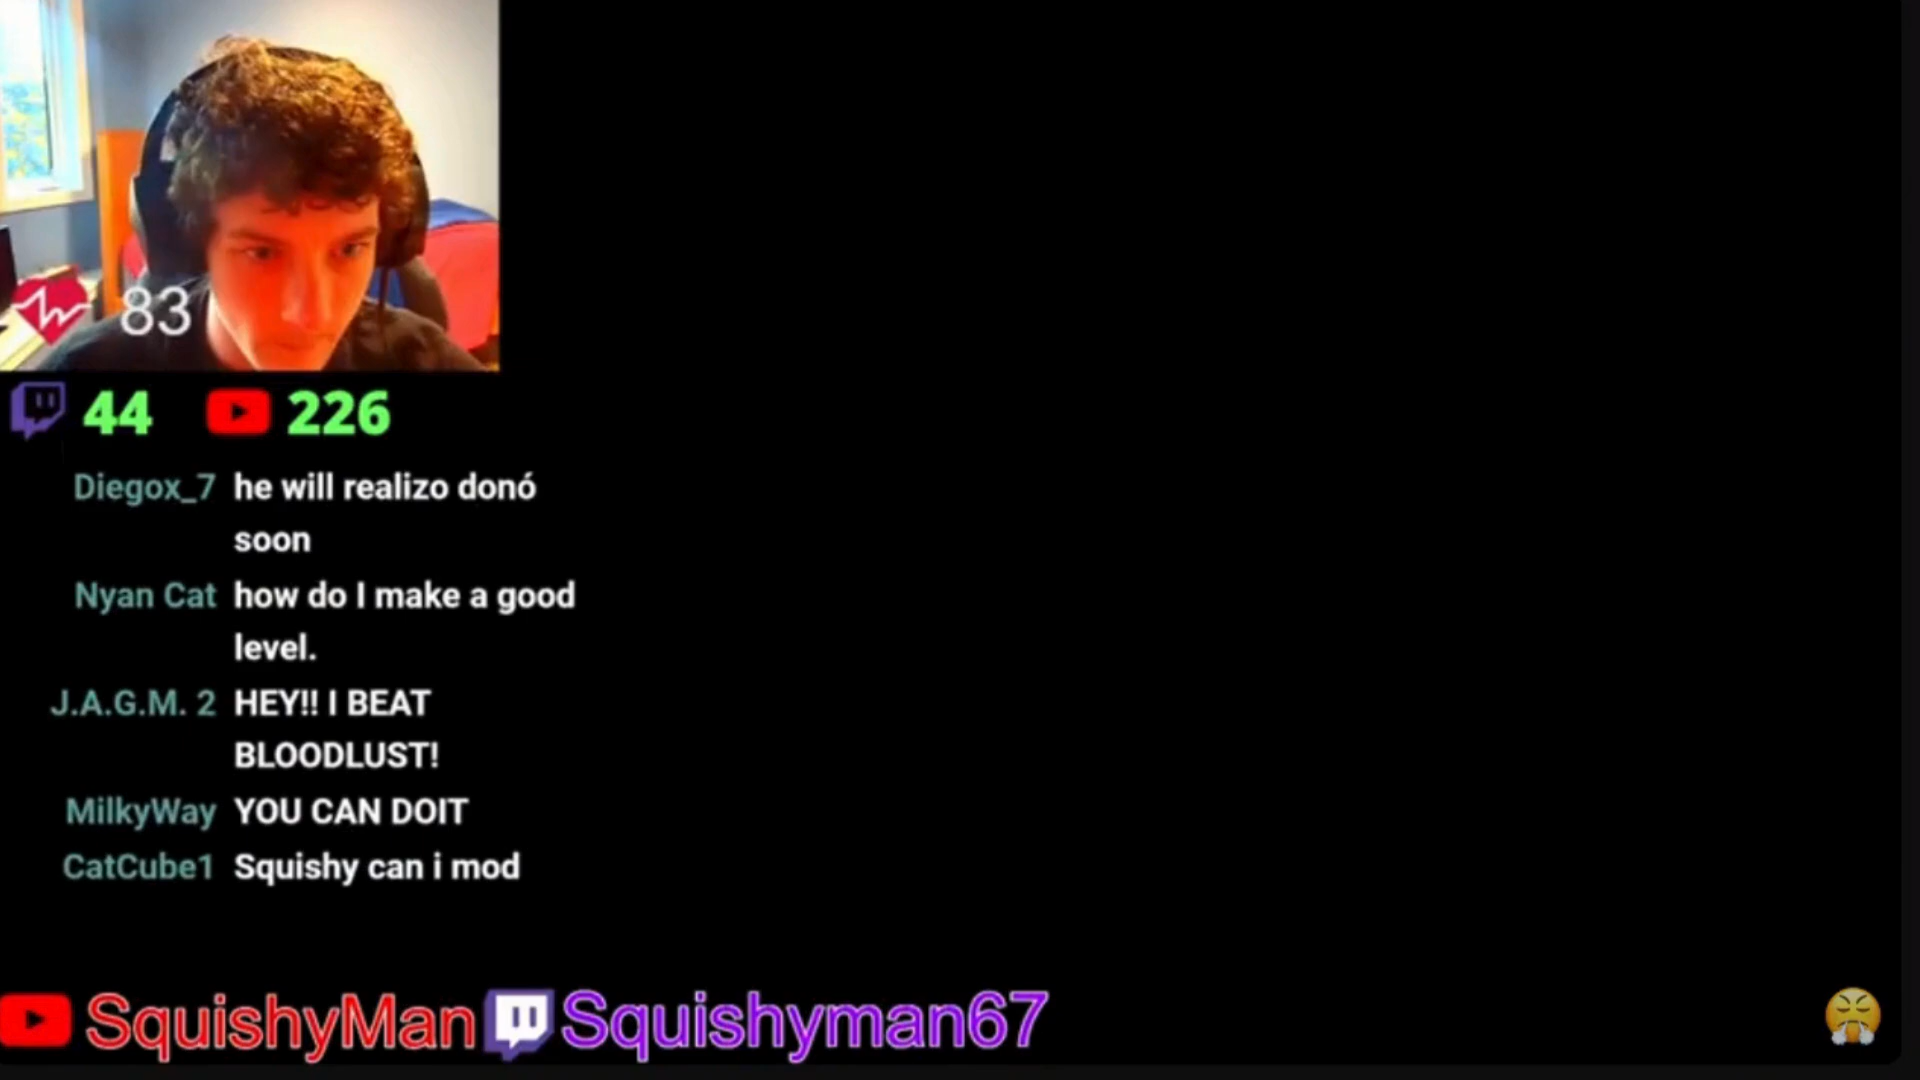 83
44 226
Diegox_7 he will realizo donó
soon
Nyan Cat how do I make a good
level.
J.A.G.M. 2 HEY!! I BEAT
BLOODLUST!
MilkyWay YOU CAN DOIT
CatCube1 Squishy can i mod
SquishyMan Squishyman67